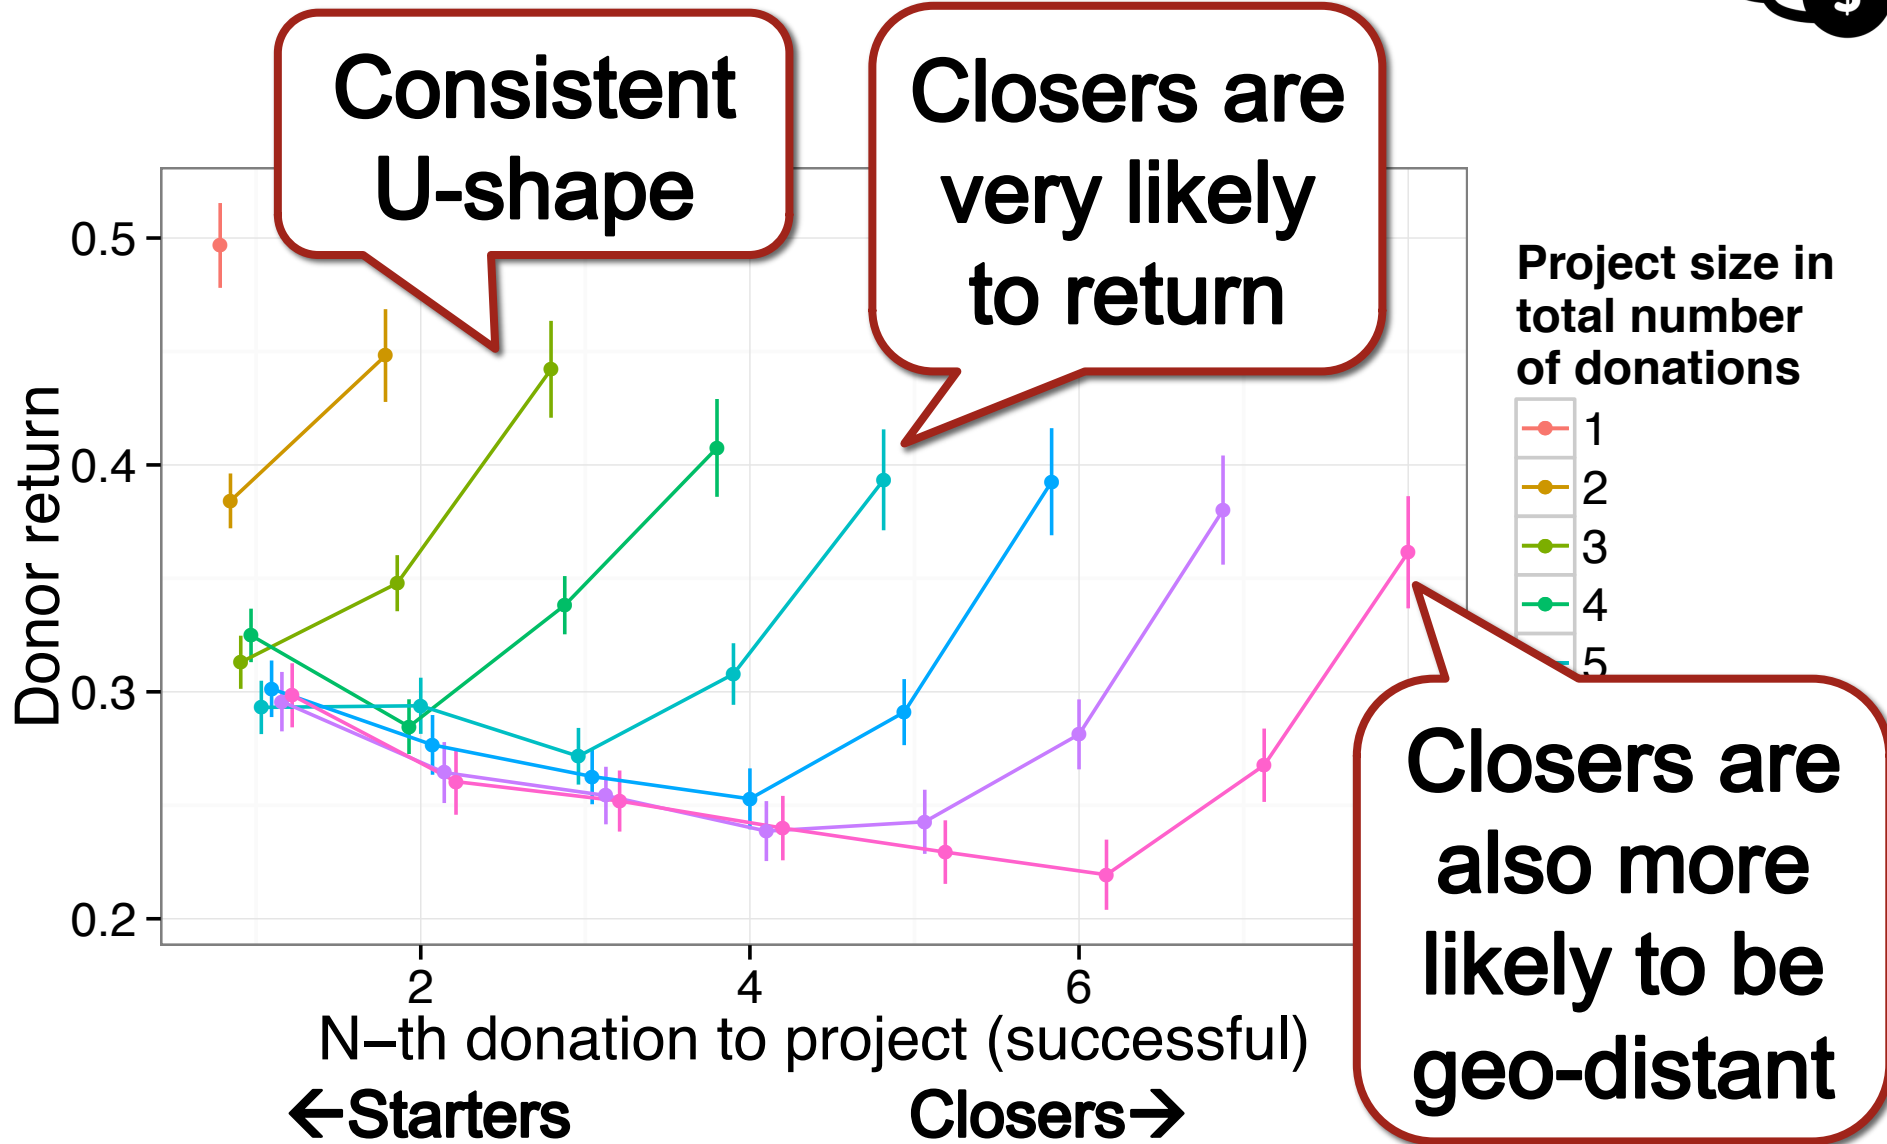 $
Consistent
U-shape
Closers are
very likely
to return
0.5
0.4
0.3
0.2
Donor return
2
4
6
N–th donation to project (successful)
←Starters
Closers→
Project size in
total number
of donations
1
2
3
4
5
Closers are
also more
likely to be
geo-distant